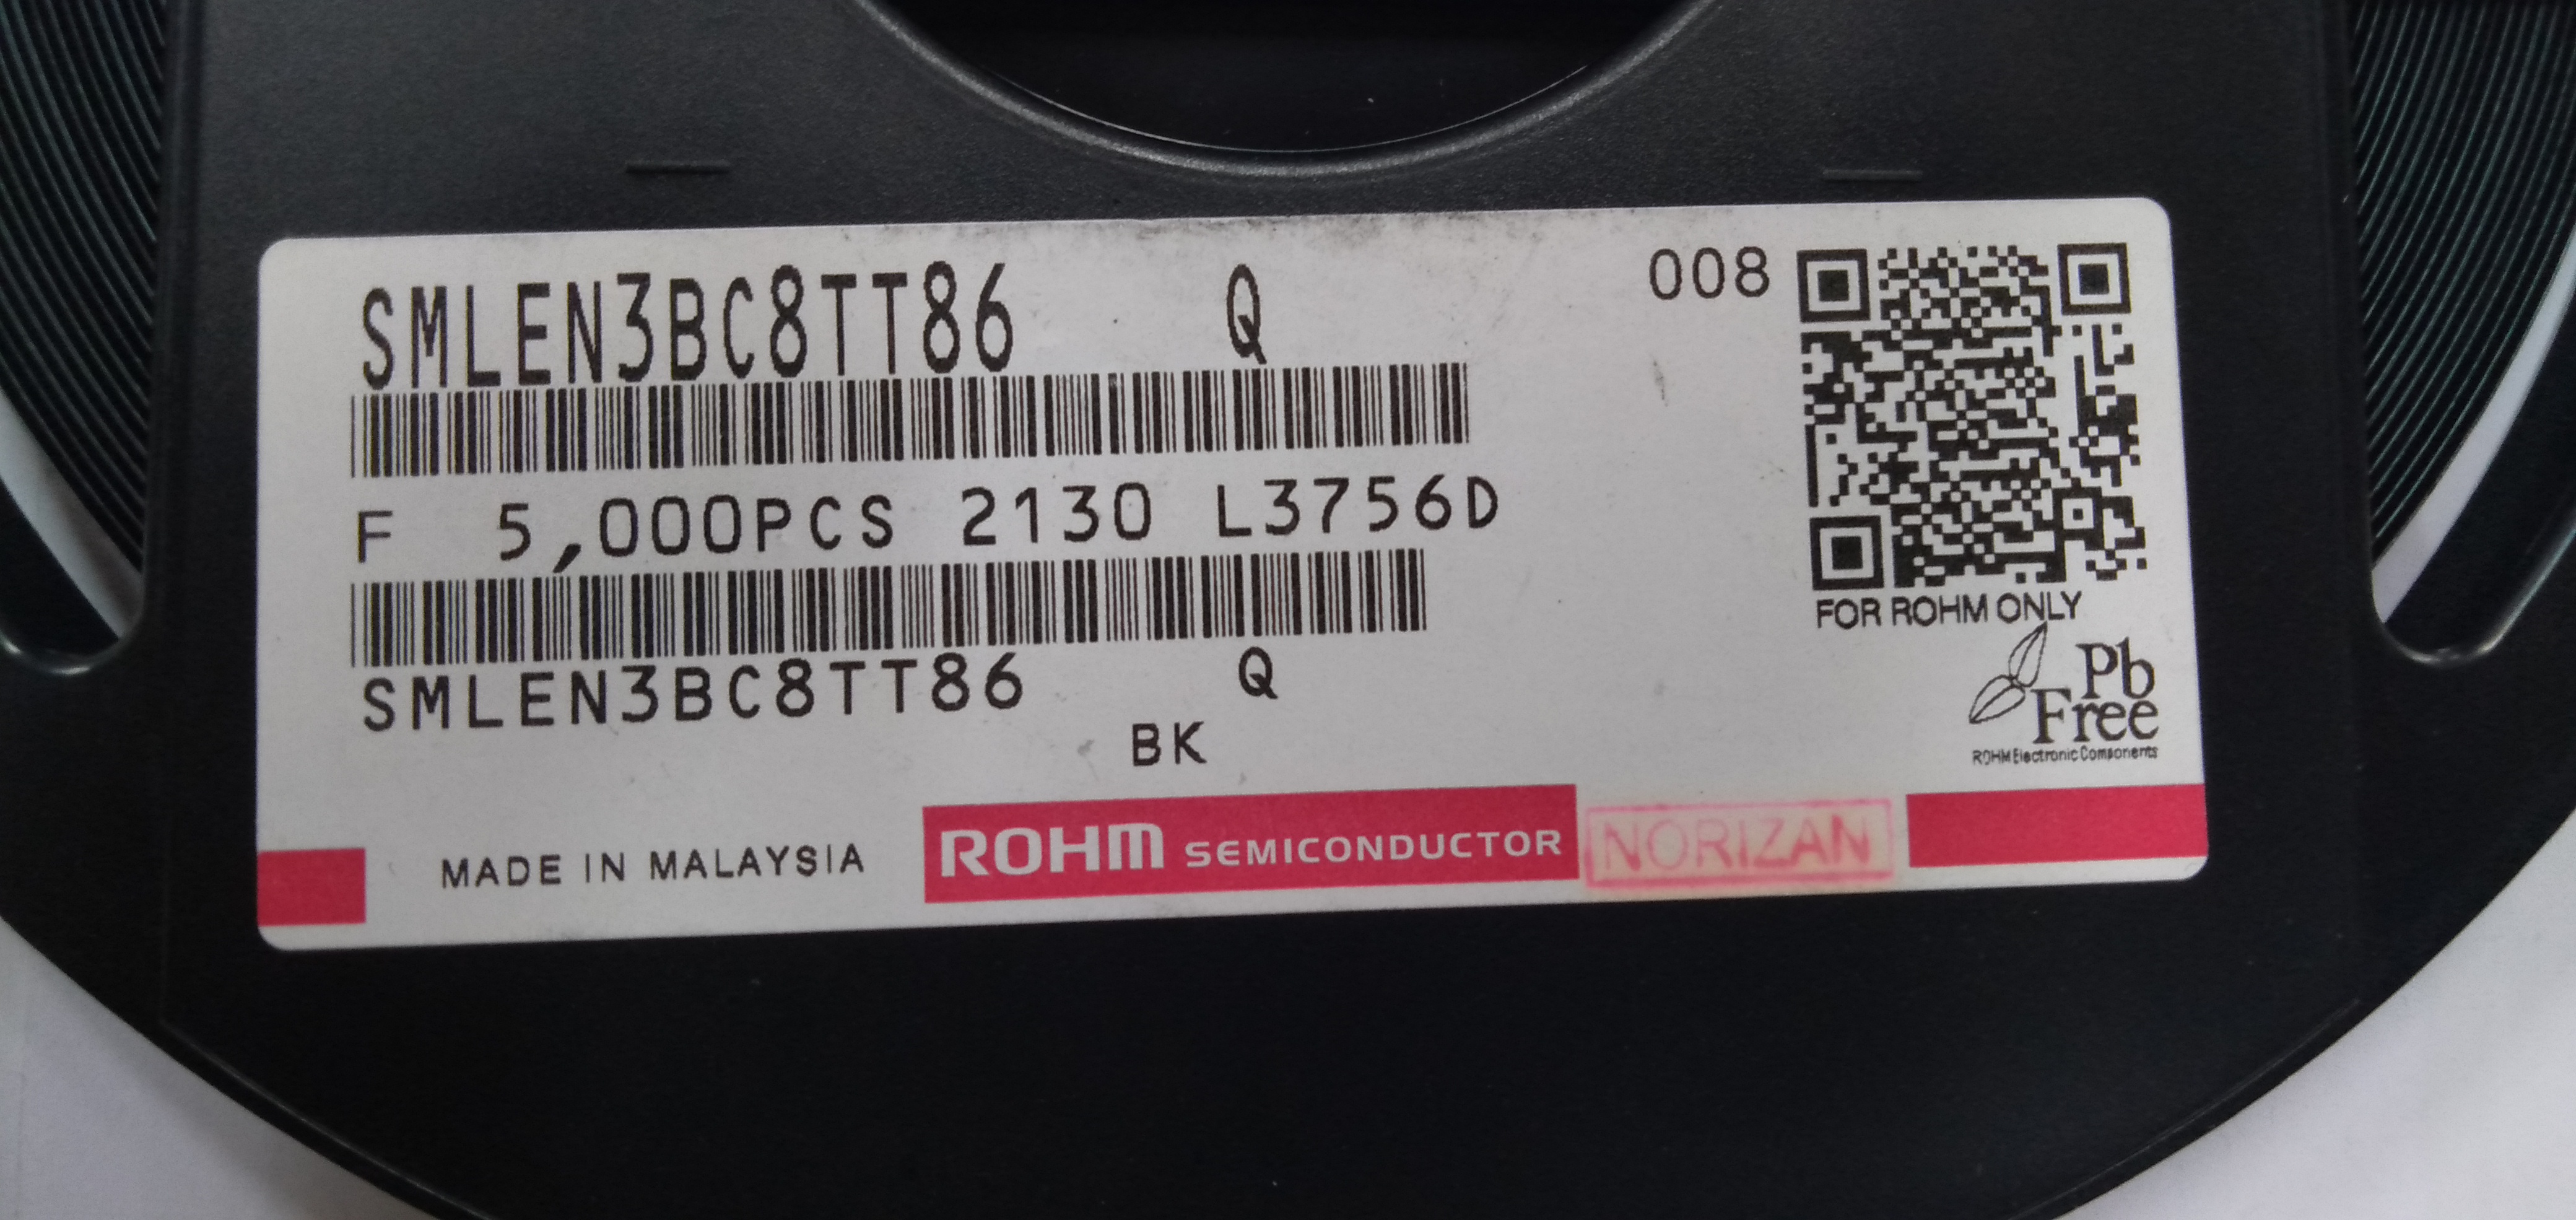 SMLEN3BC8TT86 Q
008
F 5,000PCS 2130 L3756D
FOR ROHM ONLY
SMLEN3BC8TT86 Q
BK
Pb
Free
ROHM Electronic Components
MADE IN MALAYSIA
ROHM SEMICONDUCTOR
NORIZAN